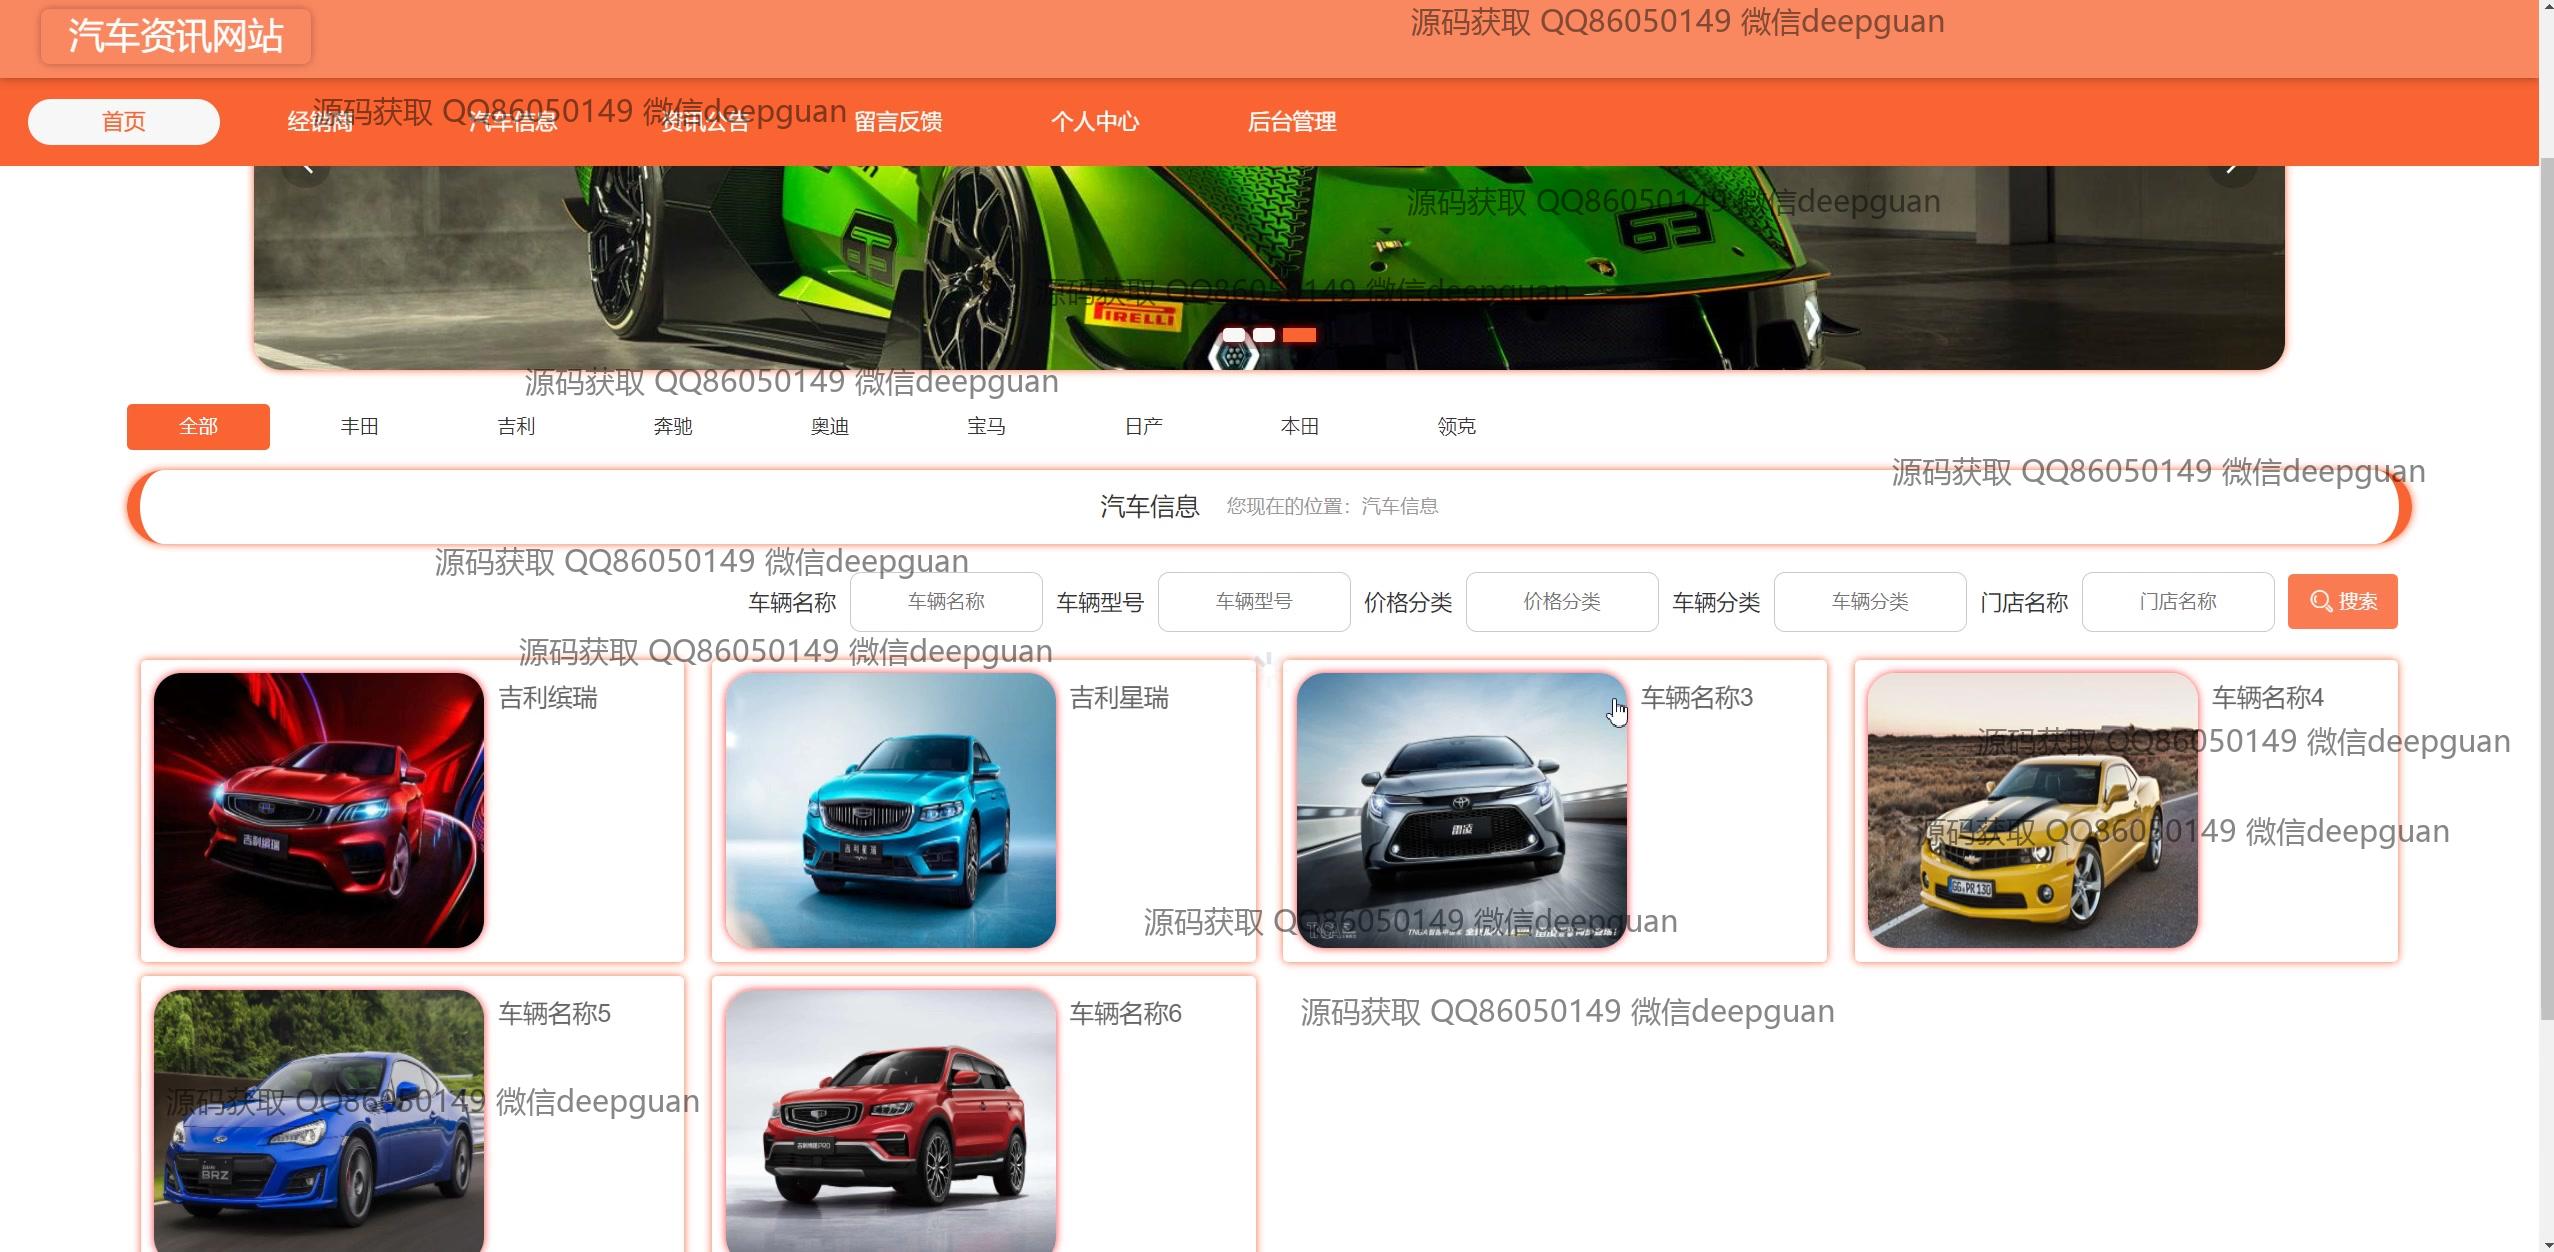 汽车资讯网站
源码获取 QQ86050149 微信deepguan
首页
经销商
汽车信息
资讯公告
留言反馈
个人中心
后台管理
源码获取 QQ86050149 微信deepguan
源码获取 QQ86050149 微信deepguan
63
63
源码获取 QQ86050149 微信deepguan
PIRELLI
源码获取 QQ86050149 微信deepguan
全部
丰田
吉利
奔驰
奥迪
宝马
日产
本田
领克
源码获取 QQ86050149 微信deepguan
汽车信息
您现在的位置：汽车信息
源码获取 QQ86050149 微信deepguan
车辆名称 车辆名称
车辆型号 车辆型号
价格分类 价格分类
车辆分类 车辆分类
门店名称 门店名称
搜索
源码获取 QQ86050149 微信deepguan
吉利缤瑞
吉利缤瑞
吉利星瑞
吉利星瑞
车辆名称3
雷凌
车辆名称4
源码获取 QQ86050149 微信deepguan
源码获取 QQ86050149 微信deepguan
GG PR 130
源码获取 QQ86050149 微信deepguan
车辆名称5
车辆名称6
源码获取 QQ86050149 微信deepguan
源码获取 QQ86050149 微信deepguan
BRZ